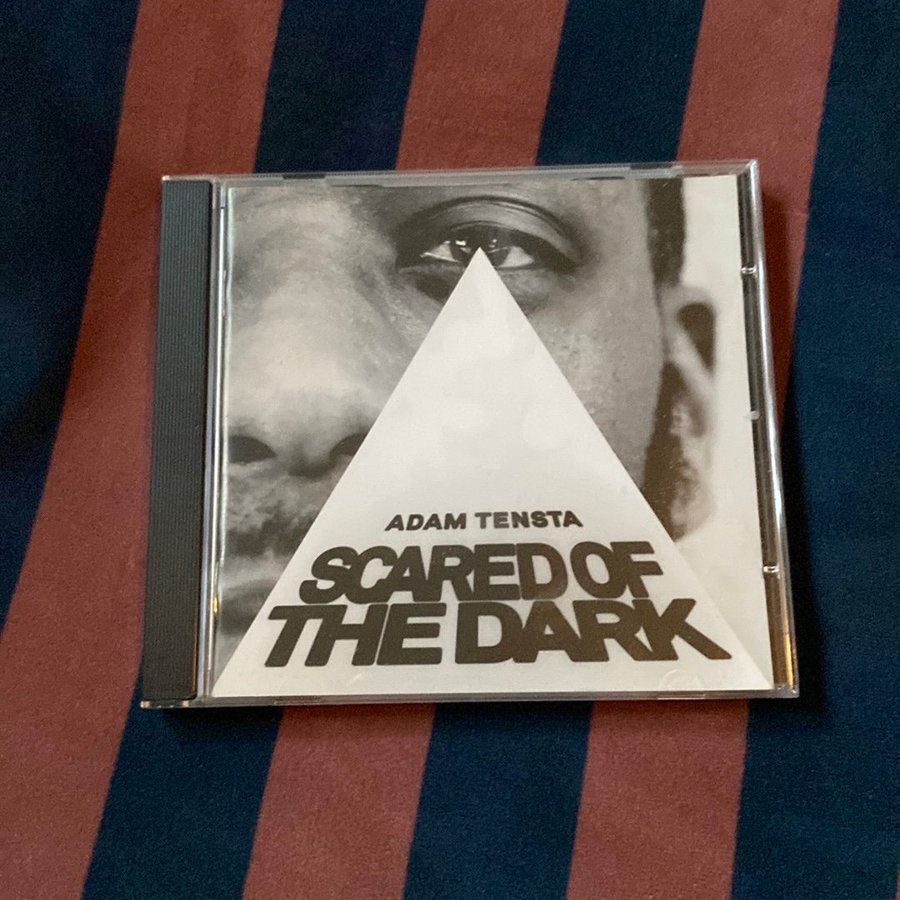 ADAM TENSTA
SCARED OF
THE DARK